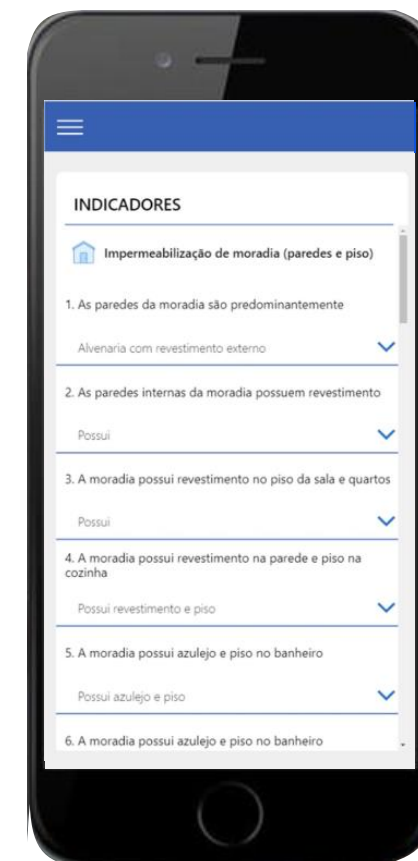 INDICADORES
Impermeabilização de moradia (paredes e piso)
1. As paredes da moradia são predominantemente
Alvenaria com revestimento externo
2. As paredes internas da moradia possuem revestimento
Possui
3. A moradia possui revestimento no piso da sala e quartos
Possui
4. A moradia possui revestimento na parede e piso na
cozinha
Possui revestimento e piso
5. A moradia possui azulejo e piso no banheiro
Possui azulejo e piso
6. A moradia possui azulejo e piso no banheiro